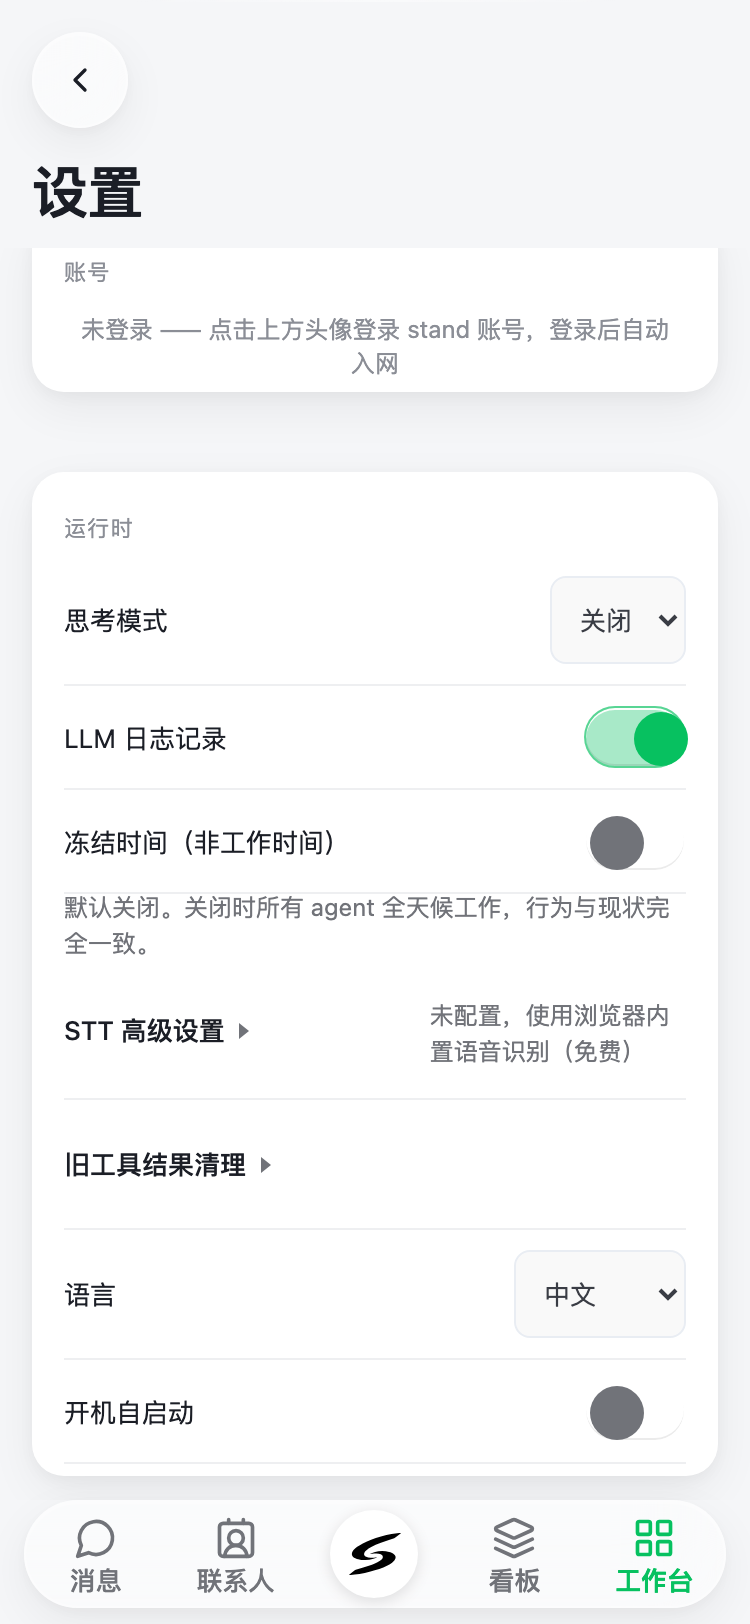 设置
账号
未登录 —— 点击上方头像登录 stand 账号，登录后自动
入网
运行时
思考模式
关闭
LLM 日志记录
冻结时间（非工作时间）
默认关闭。关闭时所有 agent 全天候工作，行为与现状完
全一致。
STT 高级设置
未配置，使用浏览器内
置语音识别（免费）
旧工具结果清理
语言
中文
开机自启动
消息
联系人
看板
工作台